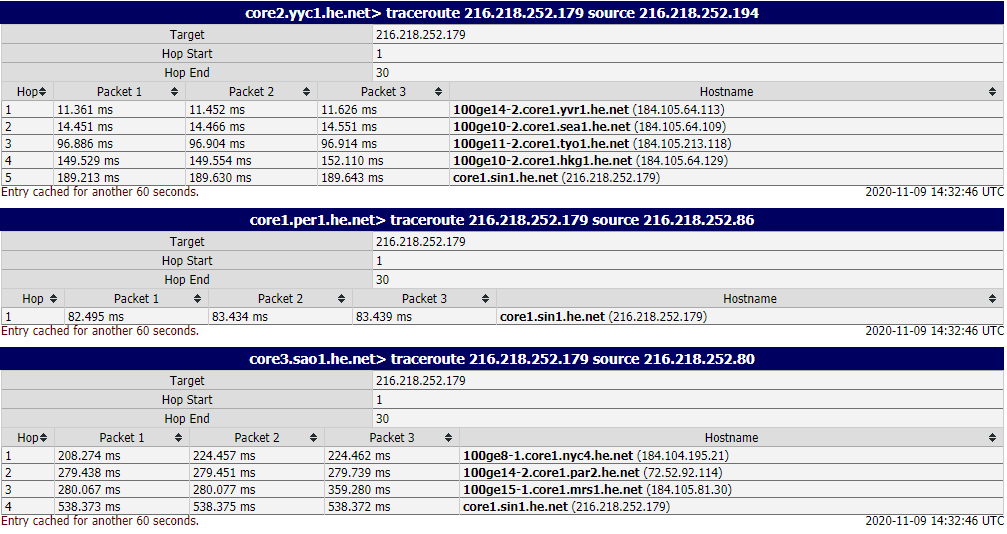 core2.yyc1.he.net> traceroute 216.218.252.179 source 216.218.252.194
Target 216.218.252.179
Hop Start 1
Hop End 30
Hop Packet 1 Packet 2 Packet 3 Hostname
1 11.361 ms 11.452 ms 11.626 ms 100ge14-2.core1.yvr1.he.net (184.105.64.113)
2 14.451 ms 14.466 ms 14.551 ms 100ge10-2.core1.sea1.he.net (184.105.64.109)
3 96.886 ms 96.904 ms 96.914 ms 100ge11-2.core1.tyo1.he.net (184.105.213.118)
4 149.529 ms 149.554 ms 152.110 ms 100ge10-2.core1.hkg1.he.net (184.105.64.129)
5 189.213 ms 189.630 ms 189.643 ms core1.sin1.he.net (216.218.252.179)
Entry cached for another 60 seconds. 2020-11-09 14:32:46 UTC
core1.per1.he.net> traceroute 216.218.252.179 source 216.218.252.86
Target 216.218.252.179
Hop Start 1
Hop End 30
Hop Packet 1 Packet 2 Packet 3 Hostname
1 82.495 ms 83.434 ms 83.439 ms core1.sin1.he.net (216.218.252.179)
Entry cached for another 60 seconds. 2020-11-09 14:32:46 UTC
core3.sao1.he.net> traceroute 216.218.252.179 source 216.218.252.80
Target 216.218.252.179
Hop Start 1
Hop End 30
Hop Packet 1 Packet 2 Packet 3 Hostname
1 208.274 ms 224.457 ms 224.462 ms 100ge8-1.core1.nyc4.he.net (184.104.195.21)
2 279.438 ms 279.451 ms 279.739 ms 100ge14-2.core1.par2.he.net (72.52.92.114)
3 280.067 ms 280.077 ms 359.280 ms 100ge15-1.core1.mrs1.he.net (184.105.81.30)
4 538.373 ms 538.375 ms 538.372 ms core1.sin1.he.net (216.218.252.179)
Entry cached for another 60 seconds. 2020-11-09 14:32:46 UTC